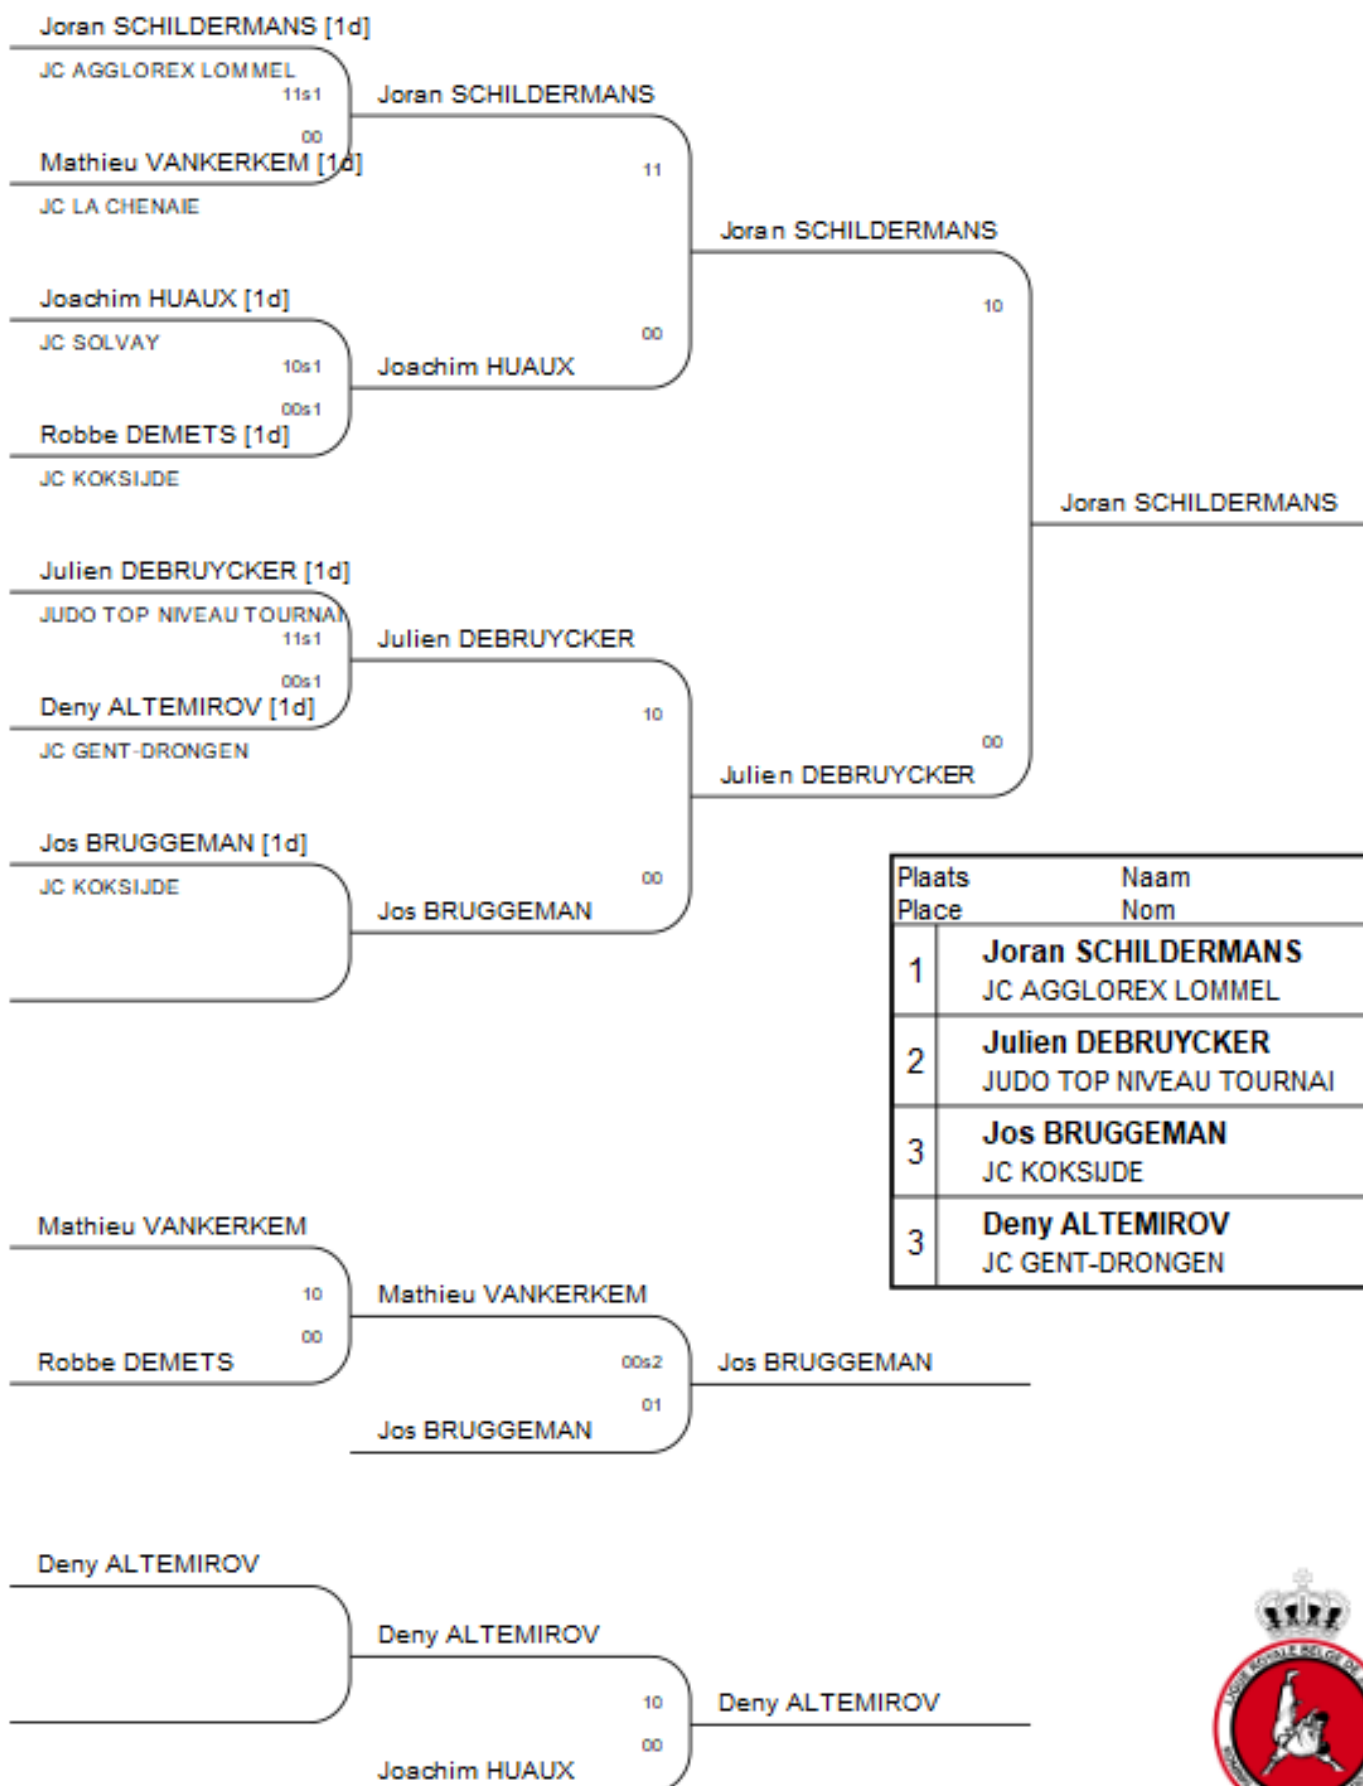 Joran SCHILDERMANS [1d]
JC AGGLOREX LOMMEL
11s1
Joran SCHILDERMANS
00
Mathieu VANKERKEM [1d]
11
JC LA CHENAIE
Joran SCHILDERMANS
Joachim HUAUX [1d]
10
JC SOLVAY
00
10s1
Joachim HUAUX
00s1
Robbe DEMETS [1d]
JC KOKSIJDE
Joran SCHILDERMANS
Julien DEBRUYCKER [1d]
JUDO TOP NIVEAU TOURNAI
11s1
Julien DEBRUYCKER
00s1
Deny ALTEMIROV [1d]
10
JC GENT-DRONGEN
00
Julien DEBRUYCKER
Jos BRUGGEMAN [1d]
JC KOKSIJDE
00
Jos BRUGGEMAN
Plaats Naam
Place Nom
1 Joran SCHILDERMANS
JC AGGLOREX LOMMEL
2 Julien DEBRUYCKER
JUDO TOP NIVEAU TOURNAI
3 Jos BRUGGEMAN
JC KOKSIJDE
3 Deny ALTEMIROV
JC GENT-DRONGEN
Mathieu VANKERKEM
10
Mathieu VANKERKEM
00
Robbe DEMETS
00s2
Jos BRUGGEMAN
01
Jos BRUGGEMAN
Deny ALTEMIROV
Deny ALTEMIROV
10
Deny ALTEMIROV
00
Joachim HUAUX
LIGUE ROYALE BELGE DE